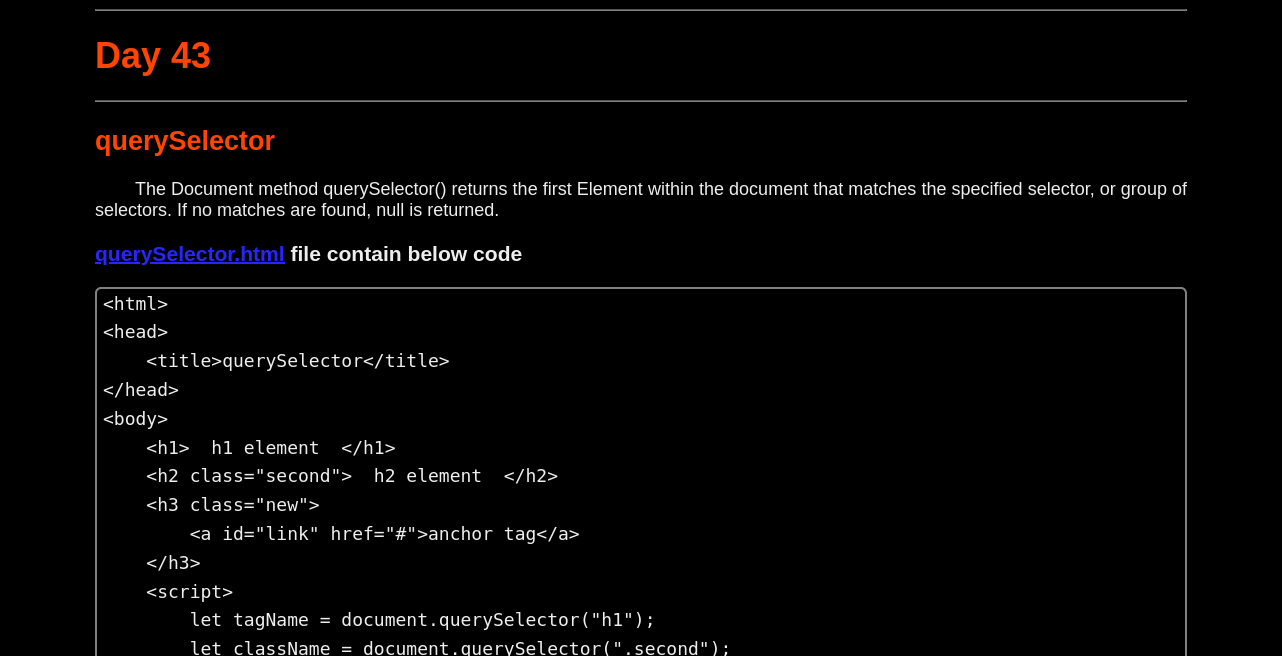 Day 43
querySelector
The Document method querySelector() returns the first Element within the document that matches the specified selector, or group of
selectors. If no matches are found, null is returned.
querySelector.html file contain below code
<html>
<head>
    <title>querySelector</title>
</head>
<body>
    <h1>  h1 element  </h1>
    <h2 class="second">  h2 element  </h2>
    <h3 class="new">
        <a id="link" href="#">anchor tag</a>
    </h3>
    <script>
        let tagName = document.querySelector("h1");
        let className = document.querySelector(".second");